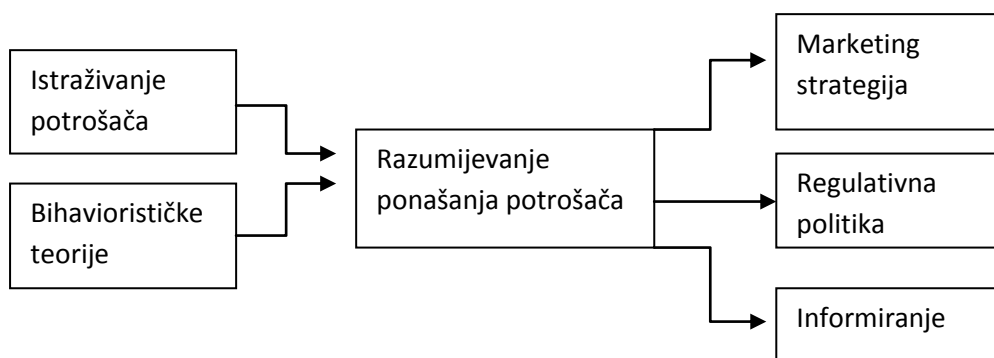 Istraživanje
potrošača
Bihaviorističke
teorije
Razumijevanje
ponašanja potrošača
Marketing
strategija
Regulativna
politika
Informiranje